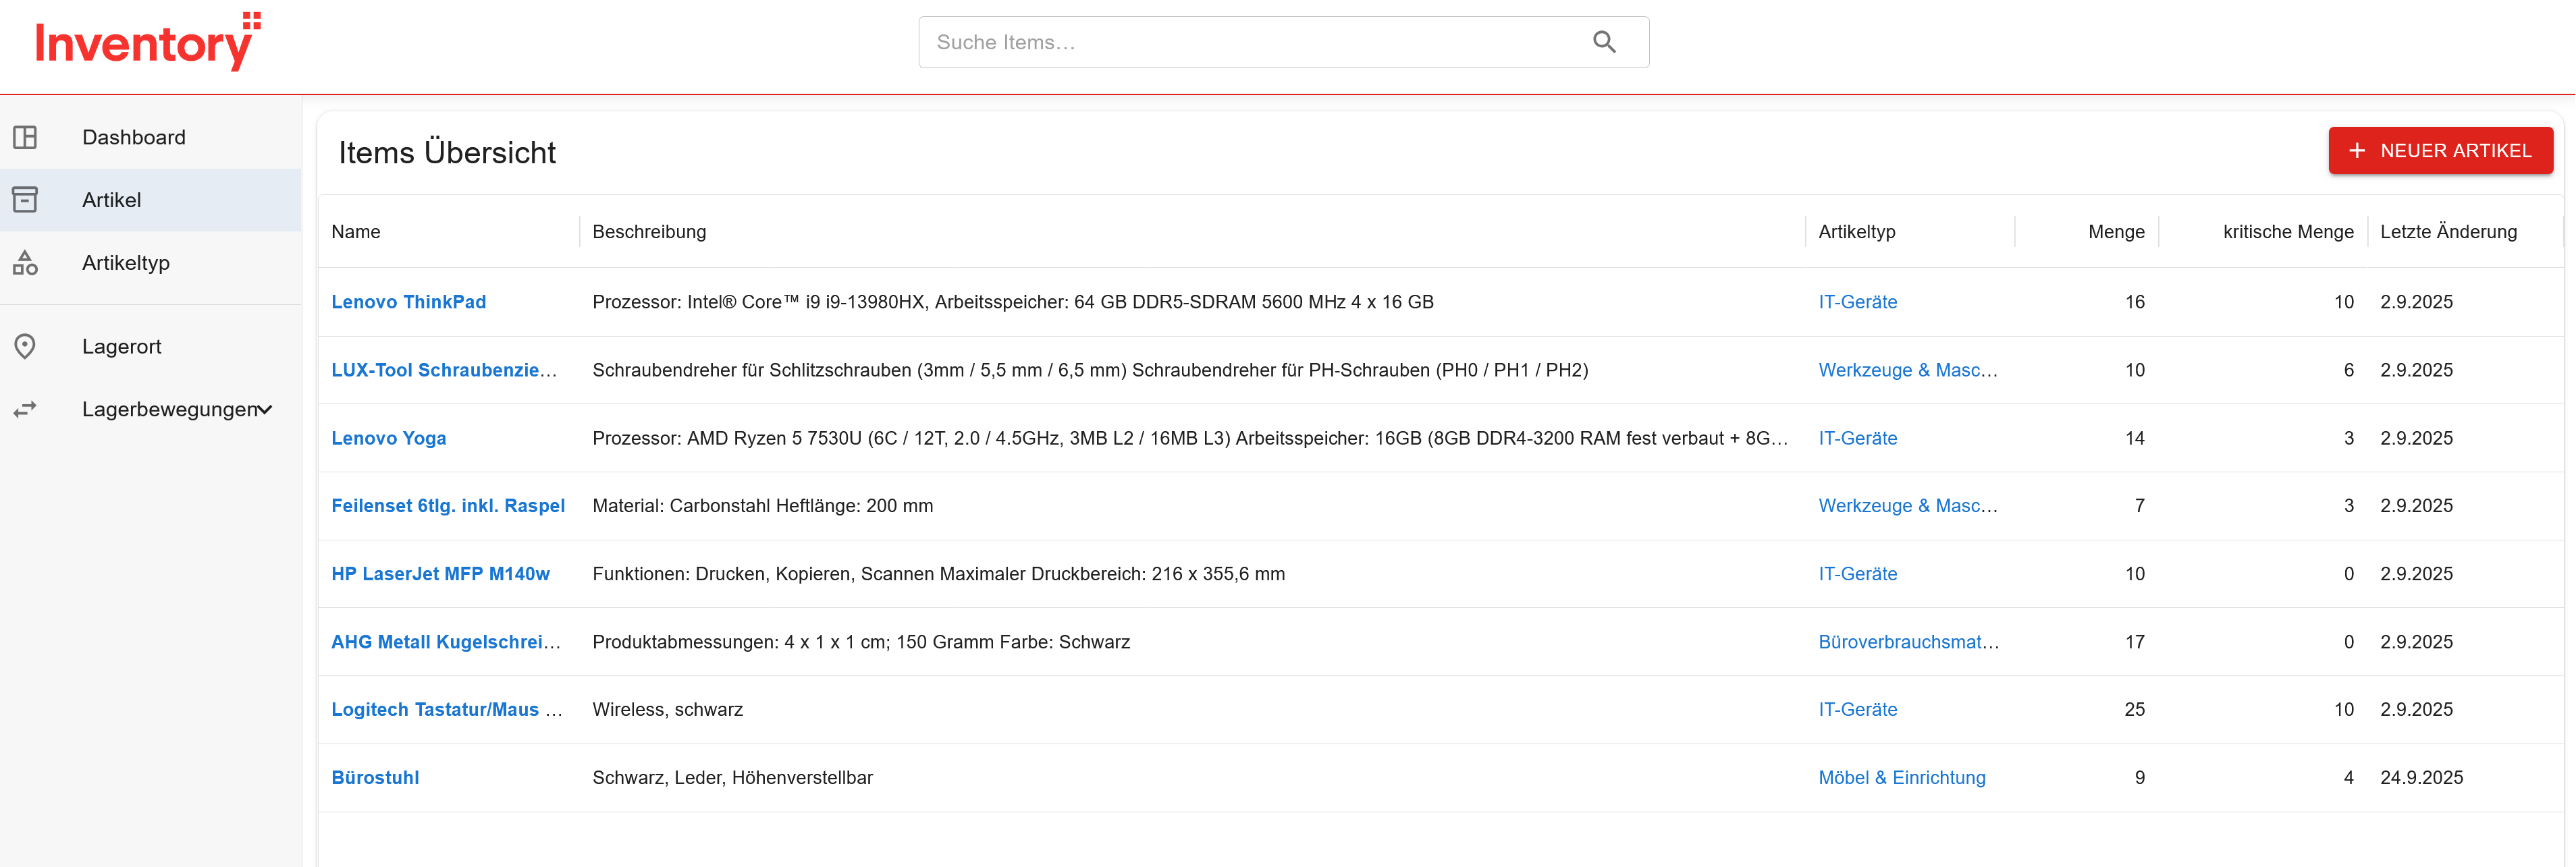 Inventory
Suche Items…
Dashboard
Artikel
Artikeltyp
Lagerort
Lagerbewegungen
Items Übersicht
NEUER ARTIKEL
Name Beschreibung Artikeltyp Menge kritische Menge Letzte Änderung
Lenovo ThinkPad Prozessor: Intel® Core™ i9 i9-13980HX, Arbeitsspeicher: 64 GB DDR5-SDRAM 5600 MHz 4 x 16 GB IT-Geräte 16 10 2.9.2025
LUX-Tool Schraubenzie… Schraubendreher für Schlitzschrauben (3mm / 5,5 mm / 6,5 mm) Schraubendreher für PH-Schrauben (PH0 / PH1 / PH2) Werkzeuge & Masc… 10 6 2.9.2025
Lenovo Yoga Prozessor: AMD Ryzen 5 7530U (6C / 12T, 2.0 / 4.5GHz, 3MB L2 / 16MB L3) Arbeitsspeicher: 16GB (8GB DDR4-3200 RAM fest verbaut + 8G… IT-Geräte 14 3 2.9.2025
Feilenset 6tlg. inkl. Raspel Material: Carbonstahl Heftlänge: 200 mm Werkzeuge & Masc… 7 3 2.9.2025
HP LaserJet MFP M140w Funktionen: Drucken, Kopieren, Scannen Maximaler Druckbereich: 216 x 355,6 mm IT-Geräte 10 0 2.9.2025
AHG Metall Kugelschrei… Produktabmessungen: 4 x 1 x 1 cm; 150 Gramm Farbe: Schwarz Büroverbrauchsmat… 17 0 2.9.2025
Logitech Tastatur/Maus … Wireless, schwarz IT-Geräte 25 10 2.9.2025
Bürostuhl Schwarz, Leder, Höhenverstellbar Möbel & Einrichtung 9 4 24.9.2025